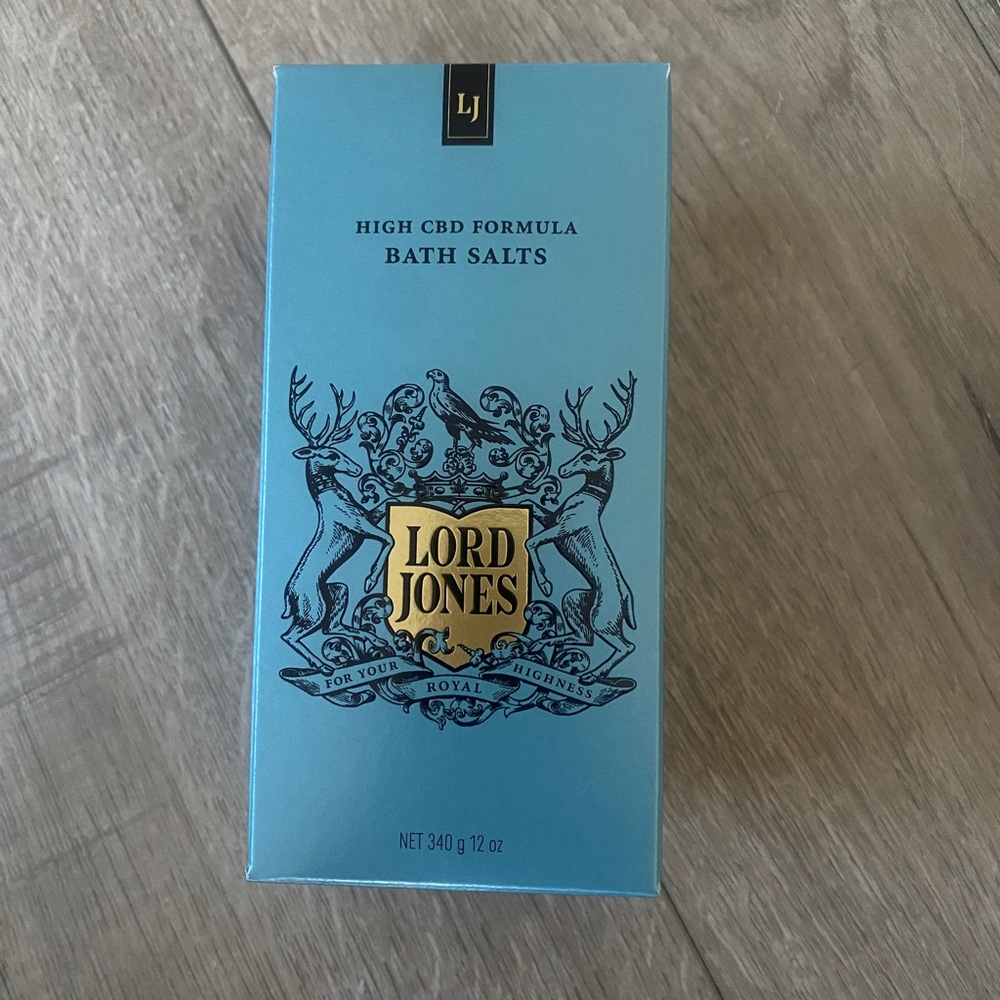 LJ
HIGH CBD FORMULA
BATH SALTS
LORD
JONES
FOR YOUR
ROYAL
HIGHNESS
NET 340 g 12 oz